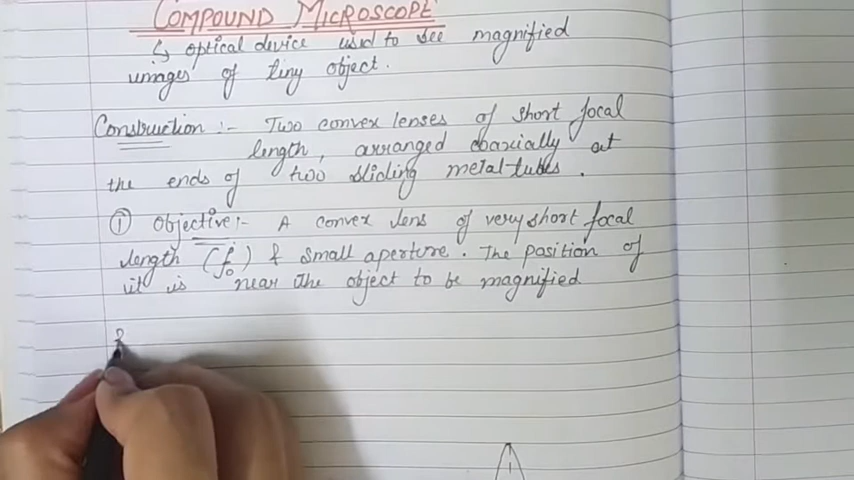 COMPOUND MICROSCOPE
↳ optical device used to see magnified
images of tiny object.
Construction :- Two convex lenses of short focal
length, arranged coaxially at
the ends of two sliding metal tubes.
① Objective:- A convex lens of very short focal
length (fo) & small aperture. The position of
it is near the object to be magnified